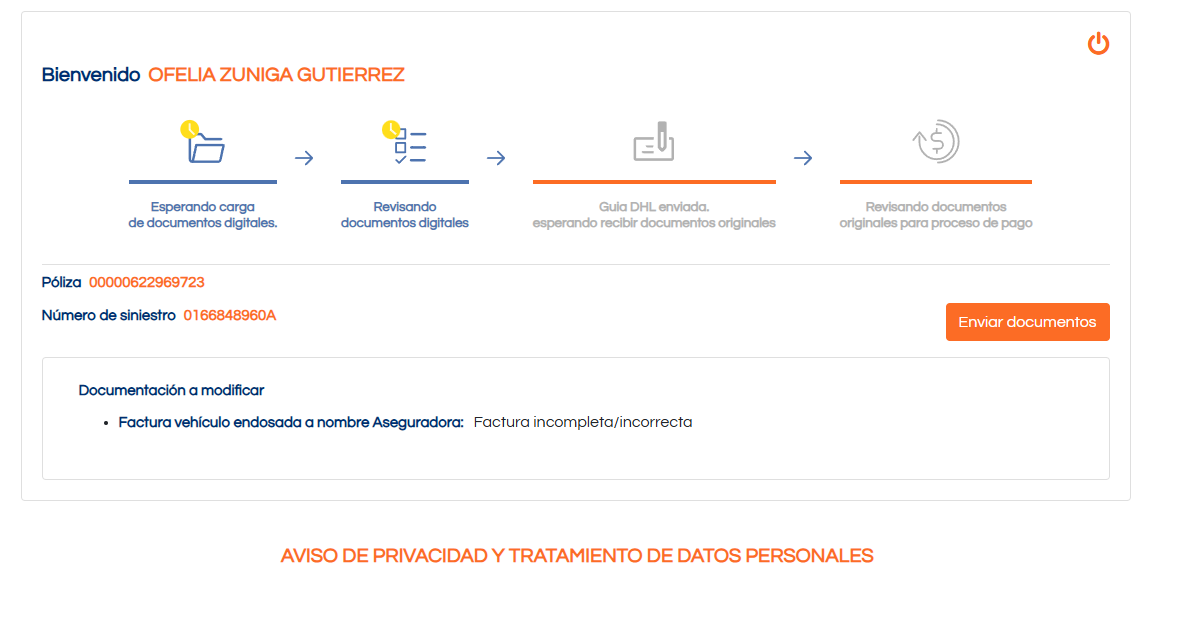 Bienvenido OFELIA ZUNIGA GUTIERREZ
Esperando carga
de documentos digitales.
Revisando
documentos digitales
Guia DHL enviada.
esperando recibir documentos originales
Revisando documentos
originales para proceso de pago
Póliza 00000622969723
Número de siniestro 0166848960A
Enviar documentos
Documentación a modificar
• Factura vehículo endosada a nombre Aseguradora: Factura incompleta/incorrecta
AVISO DE PRIVACIDAD Y TRATAMIENTO DE DATOS PERSONALES